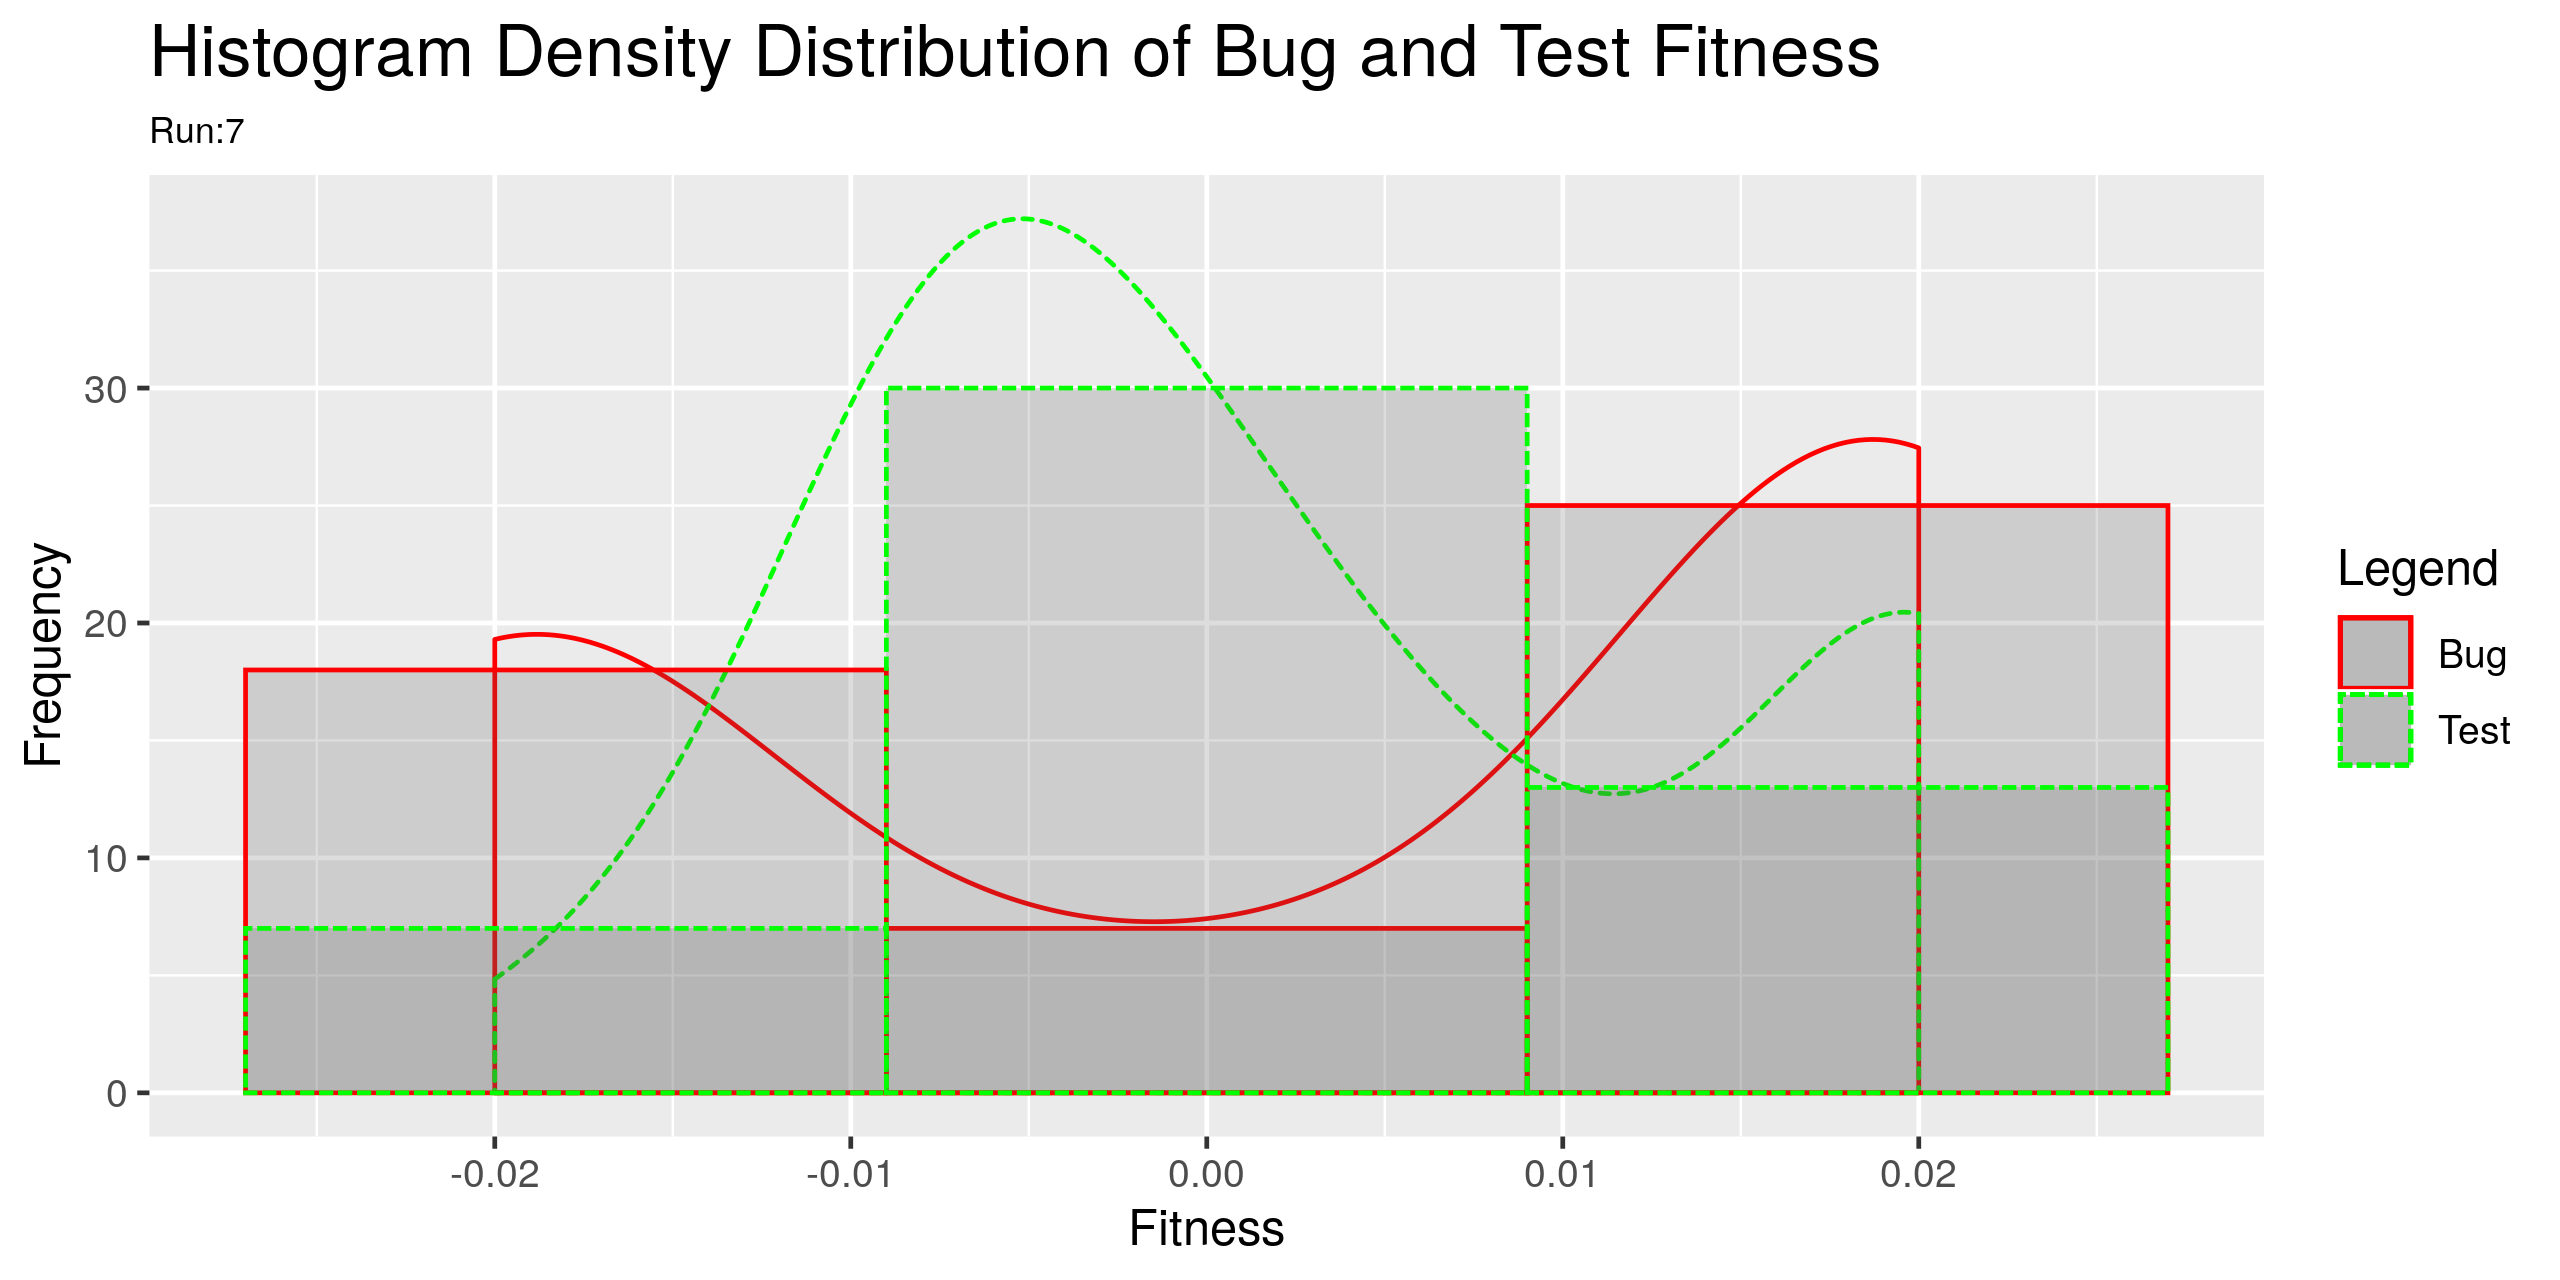 Histogram Density Distribution of Bug and Test Fitness
Run:7
Frequency
30
20
10
0
-0.02
-0.01
0.00
0.01
0.02
Fitness
Legend
Bug
Test